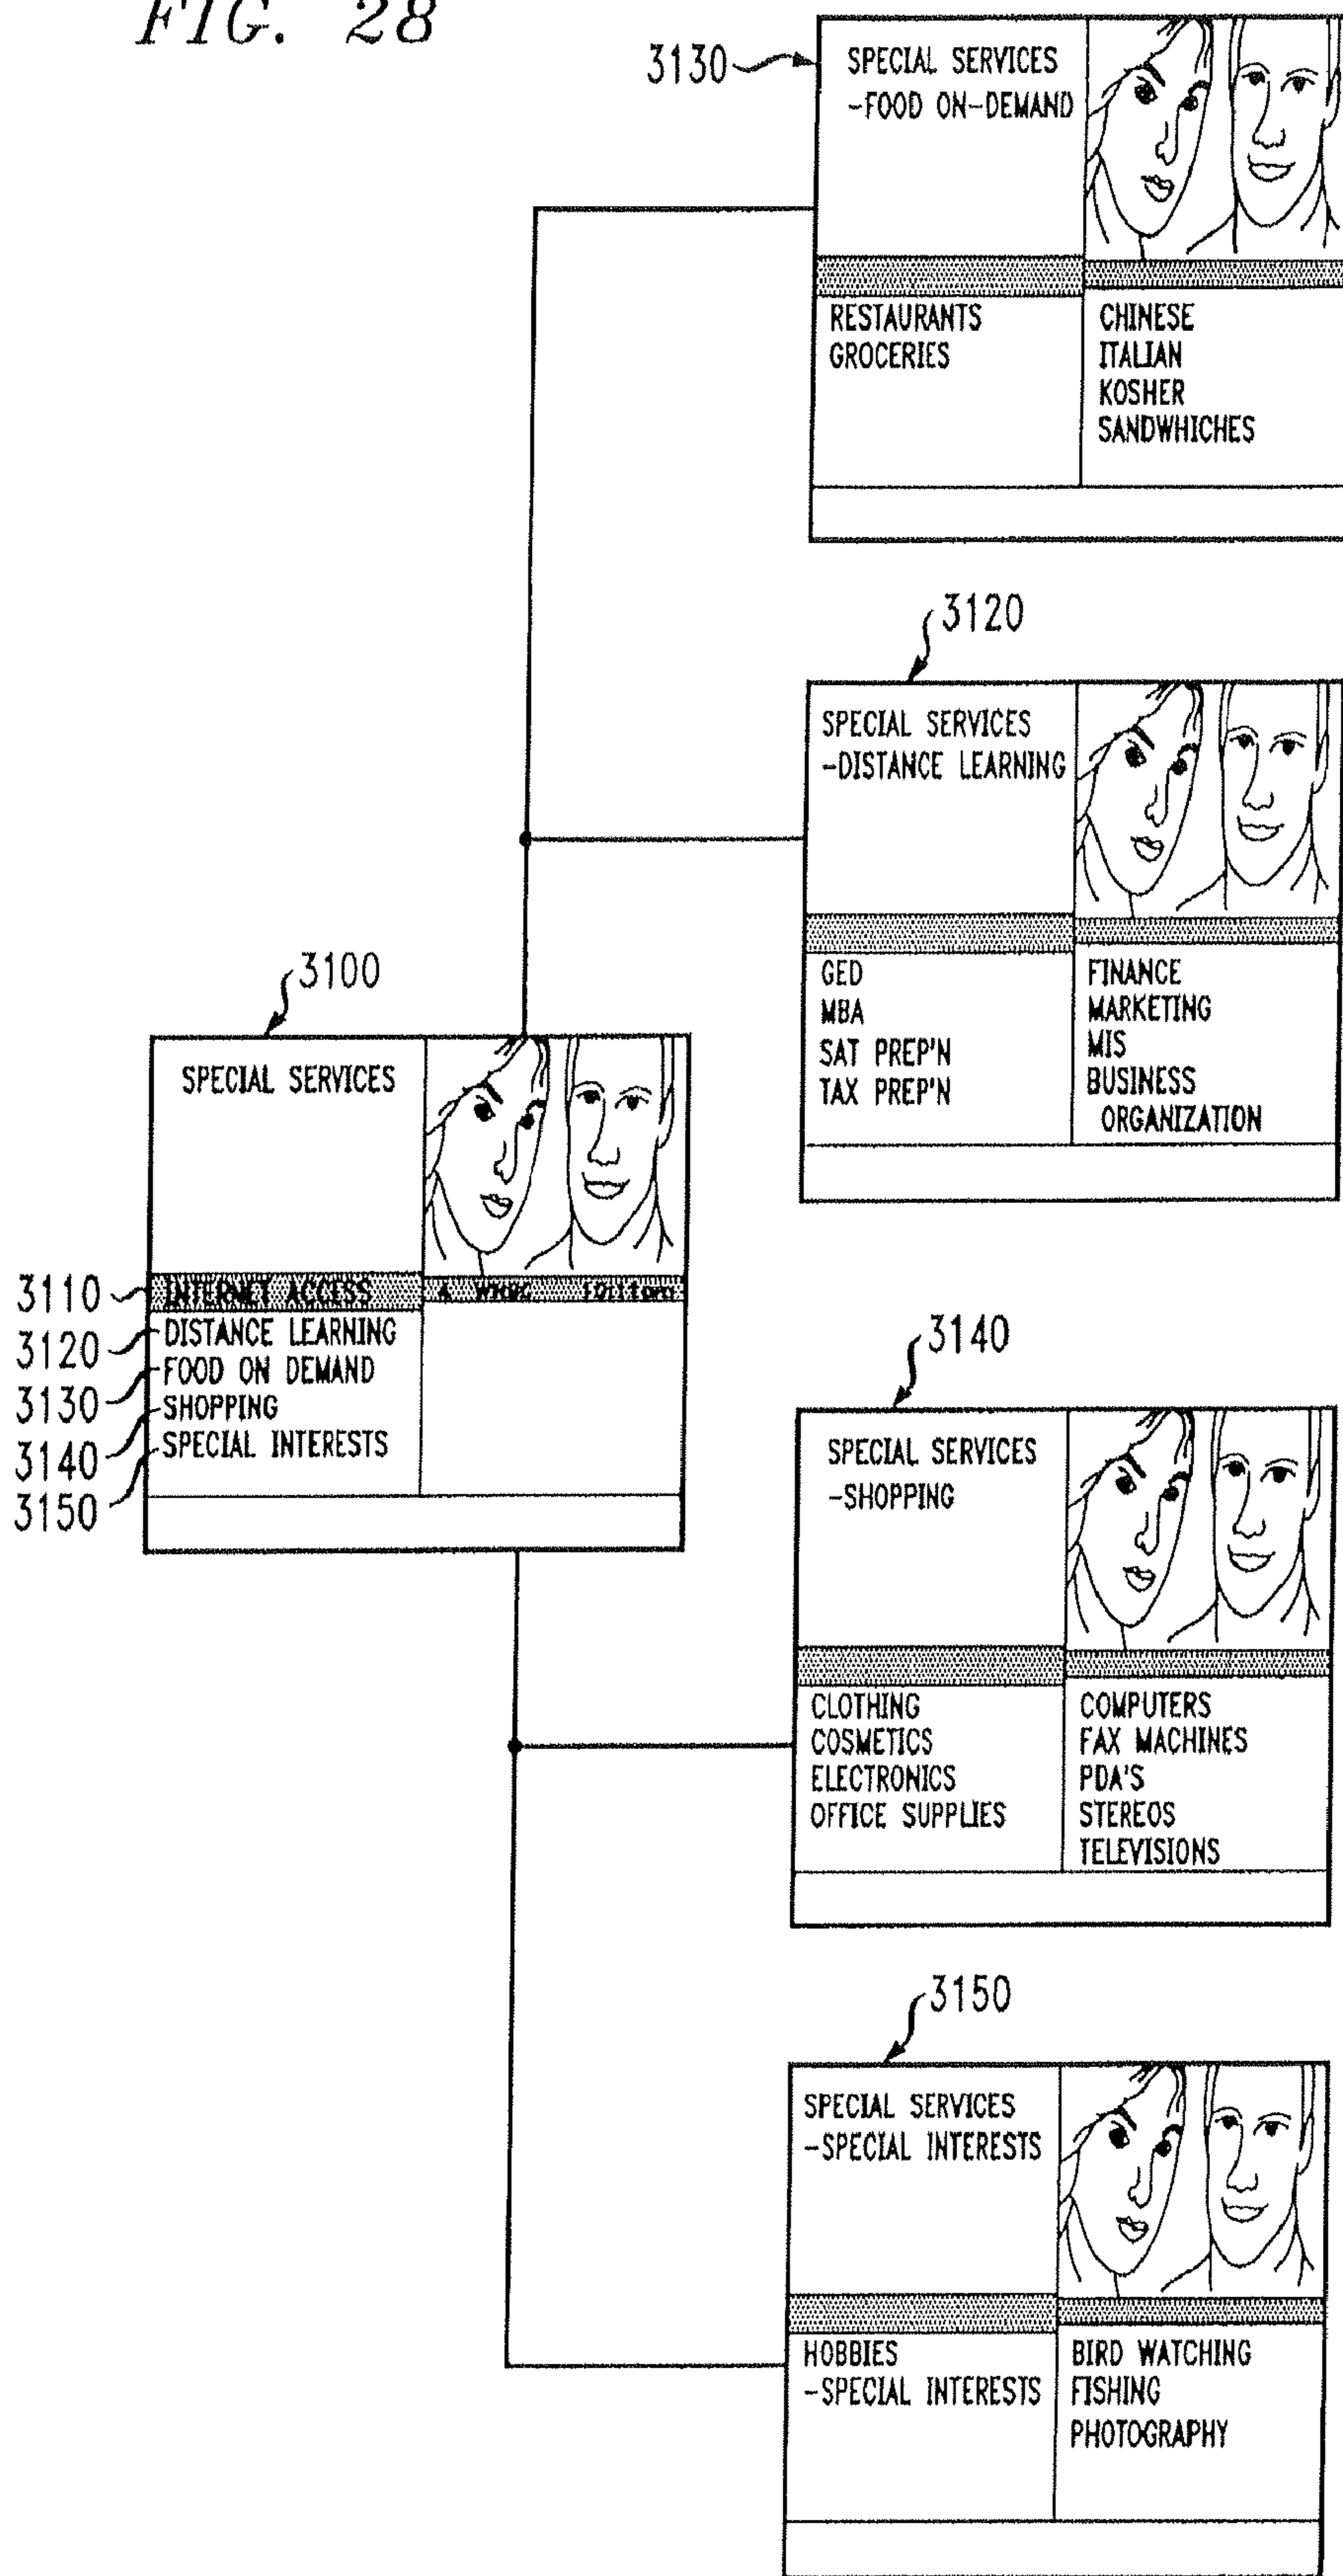 FIG. 28
3130
SPECIAL SERVICES
-FOOD ON-DEMAND
RESTAURANTS
GROCERIES
CHINESE
ITALIAN
KOSHER
SANDWHICHES
3120
SPECIAL SERVICES
-DISTANCE LEARNING
GED
MBA
SAT PREP'N
TAX PREP'N
FINANCE
MARKETING
MIS
BUSINESS
ORGANIZATION
3100
SPECIAL SERVICES
3110
INTERNET ACCESS
3120
DISTANCE LEARNING
3130
FOOD ON DEMAND
3140
SHOPPING
3150
SPECIAL INTERESTS
3140
SPECIAL SERVICES
-SHOPPING
CLOTHING
COSMETICS
ELECTRONICS
OFFICE SUPPLIES
COMPUTERS
FAX MACHINES
PDA'S
STEREOS
TELEVISIONS
3150
SPECIAL SERVICES
-SPECIAL INTERESTS
HOBBIES
-SPECIAL INTERESTS
BIRD WATCHING
FISHING
PHOTOGRAPHY